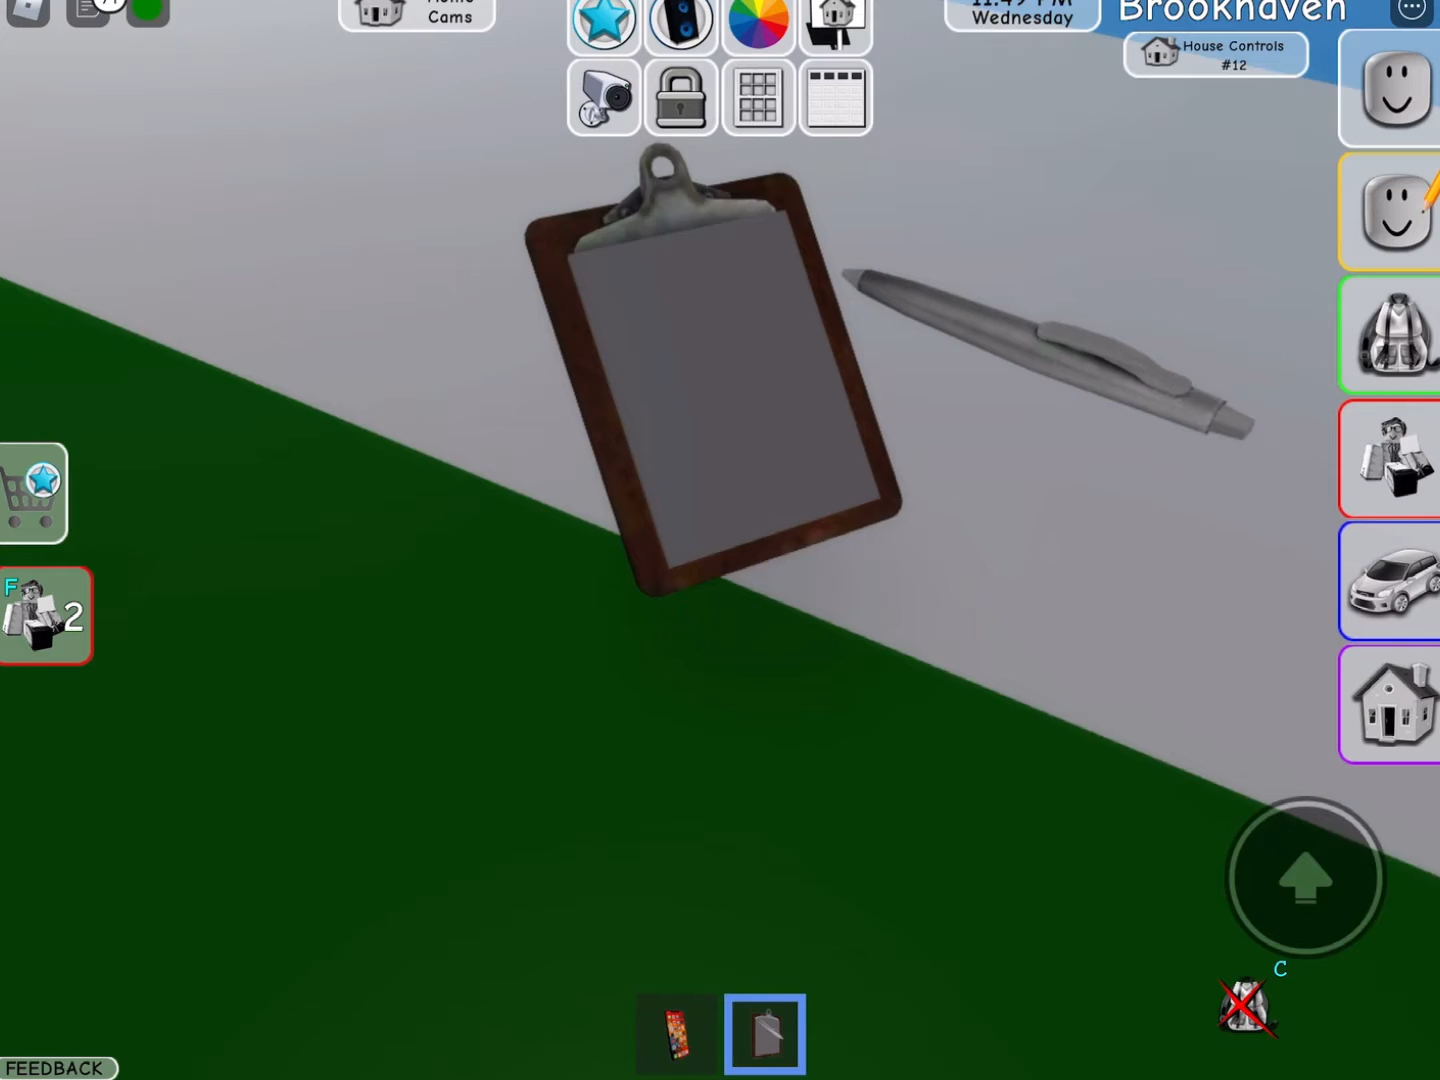 Cams
Wednesday
Brookhaven
House Controls
#12
F
2
C
FEEDBACK